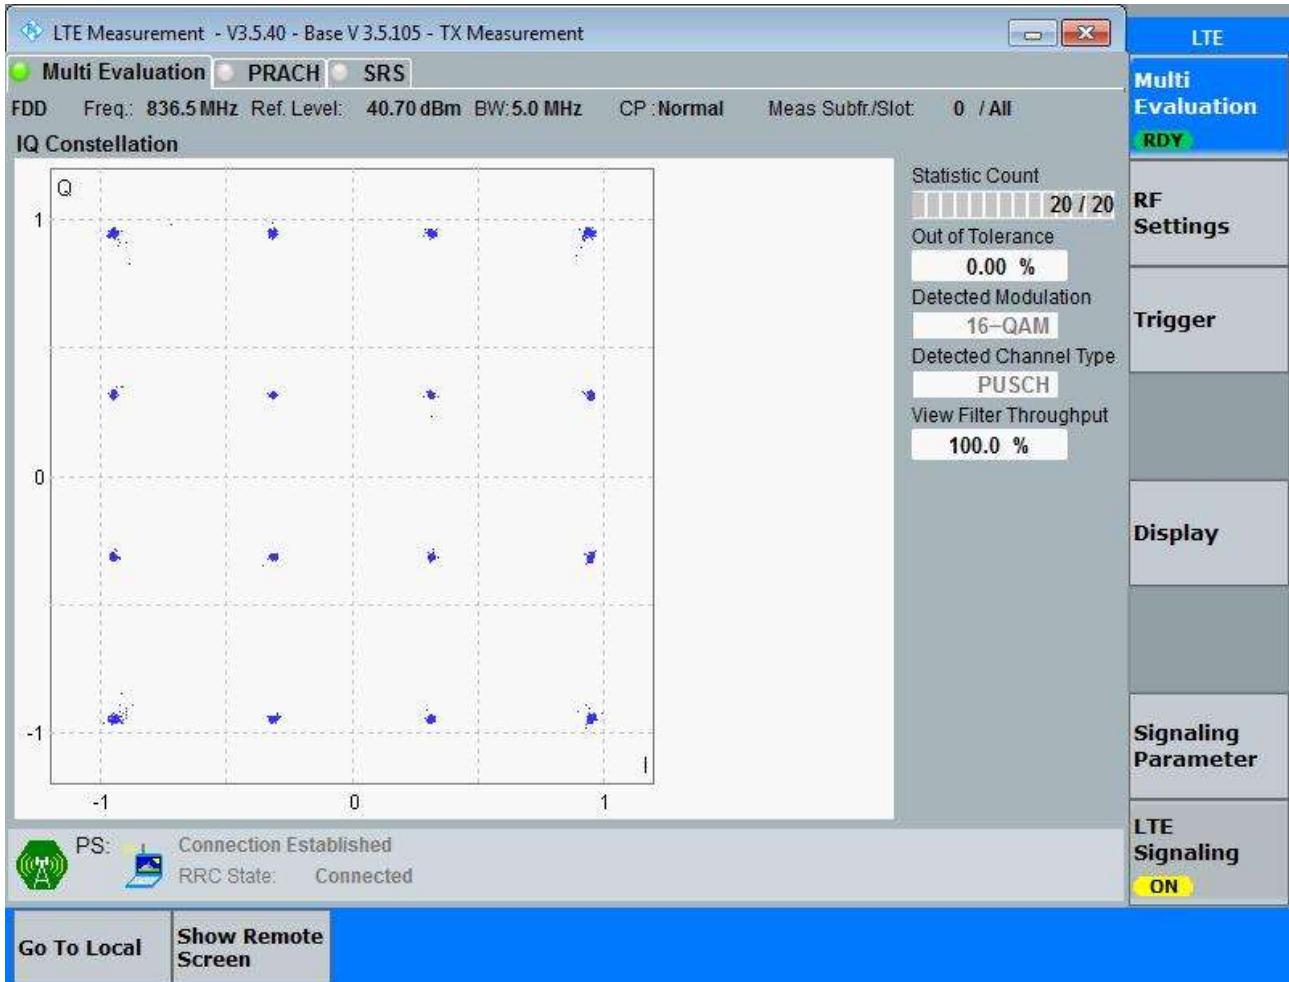 LTE Measurement - V3.5.40 - Base V 3.5.105 - TX Measurement
LTE
Multi Evaluation PRACH SRS
FDD Freq.: 836.5 MHz Ref. Level: 40.70 dBm BW: 5.0 MHz CP : Normal Meas Subfr./Slot: 0 / All
IQ Constellation
Q
1
0
-1
I
-1 0 1
Statistic Count
20 / 20
Out of Tolerance
0.00 %
Detected Modulation
16-QAM
Detected Channel Type
PUSCH
View Filter Throughput
100.0 %
Multi
Evaluation
RDY
RF
Settings
Trigger
Display
Signaling
Parameter
LTE
Signaling
ON
PS: Connection Established
RRC State: Connected
Go To Local
Show Remote
Screen